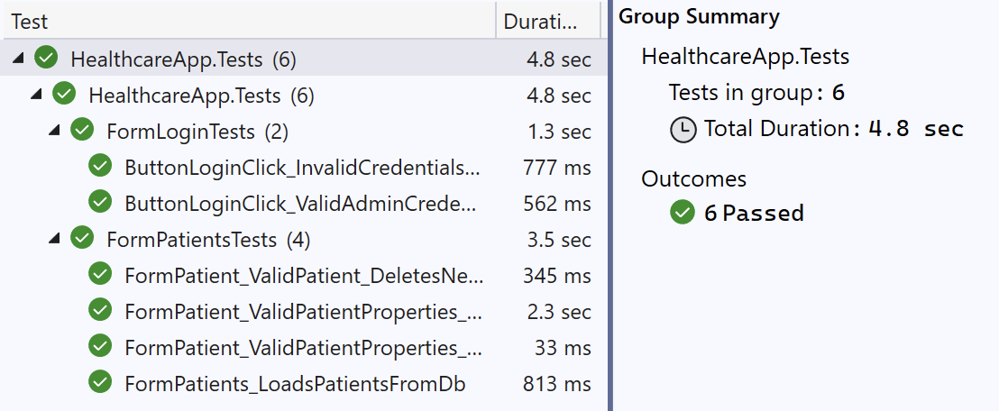 Test Durati...
HealthcareApp.Tests (6) 4.8 sec
HealthcareApp.Tests (6) 4.8 sec
FormLoginTests (2) 1.3 sec
ButtonLoginClick_InvalidCredentials... 777 ms
ButtonLoginClick_ValidAdminCrede... 562 ms
FormPatientsTests (4) 3.5 sec
FormPatient_ValidPatient_DeletesNe... 345 ms
FormPatient_ValidPatientProperties_... 2.3 sec
FormPatient_ValidPatientProperties_... 33 ms
FormPatients_LoadsPatientsFromDb 813 ms
Group Summary
HealthcareApp.Tests
Tests in group: 6
Total Duration: 4.8 sec
Outcomes
6 Passed